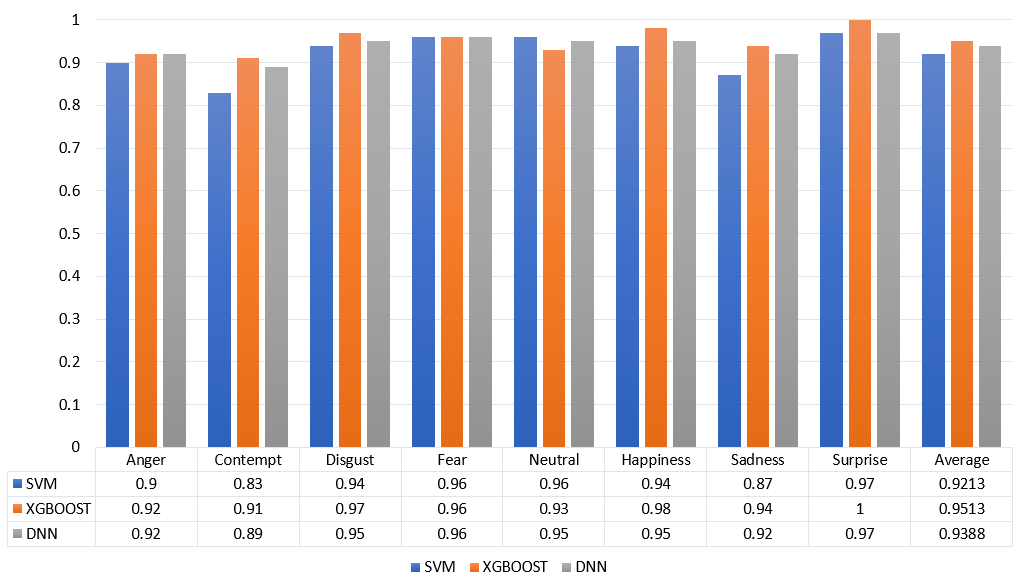 1
0.9
0.8
0.7
0.6
0.5
0.4
0.3
0.2
0.1
0
Anger Contempt Disgust Fear Neutral Happiness Sadness Surprise Average
SVM 0.9 0.83 0.94 0.96 0.96 0.94 0.87 0.97 0.9213
XGBOOST 0.92 0.91 0.97 0.96 0.93 0.98 0.94 1 0.9513
DNN 0.92 0.89 0.95 0.96 0.95 0.95 0.92 0.97 0.9388
SVM XGBOOST DNN